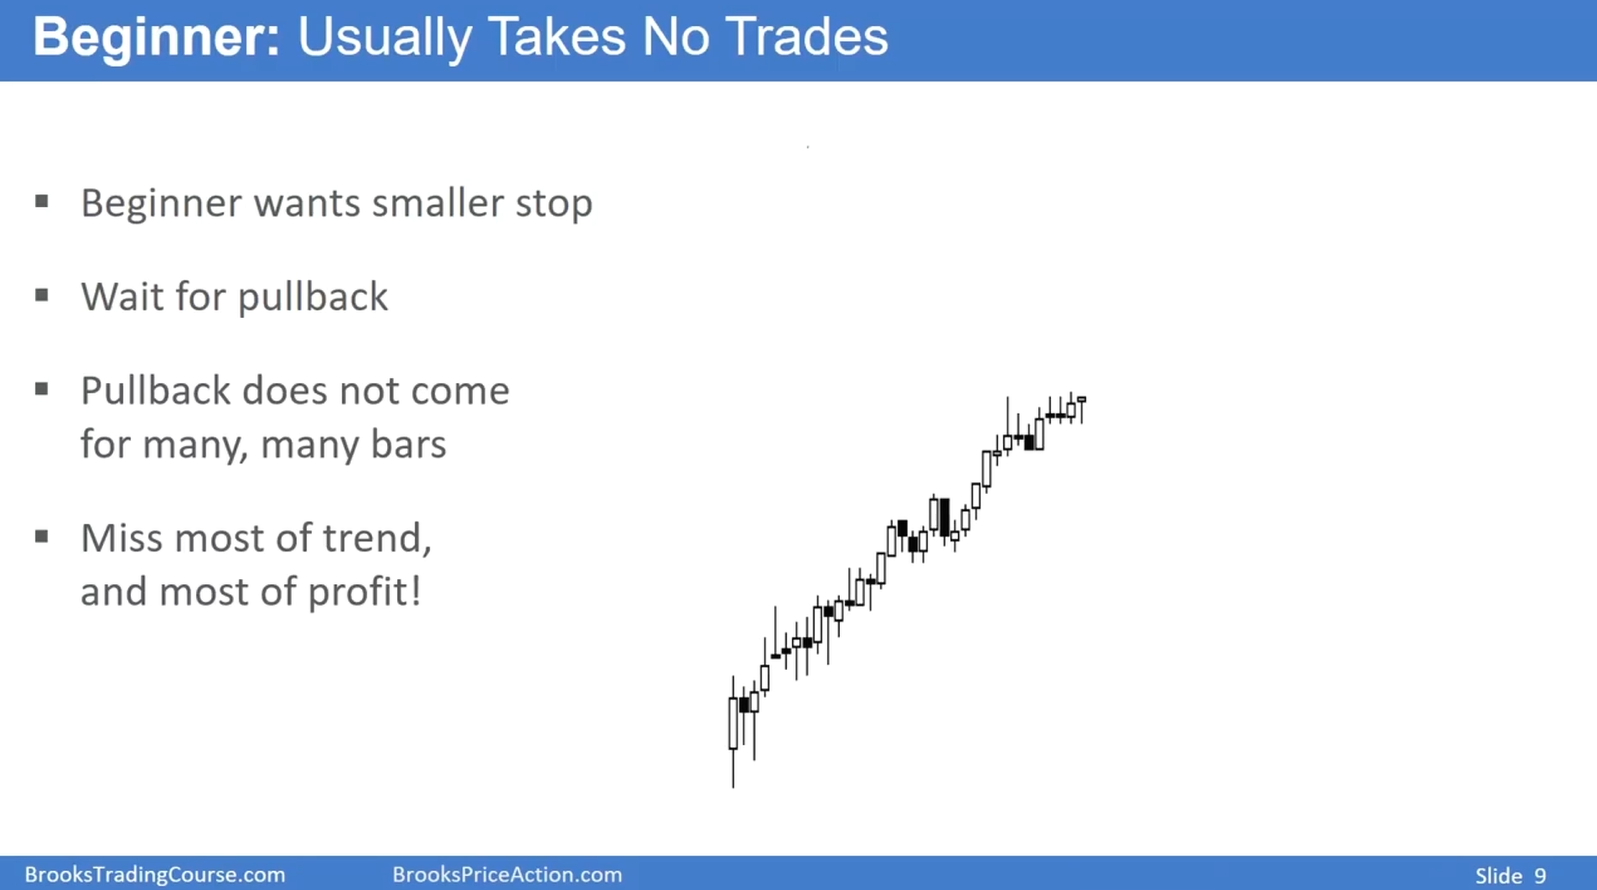 Beginner: Usually Takes No Trades
▪ Beginner wants smaller stop
▪ Wait for pullback
▪ Pullback does not come
for many, many bars
▪ Miss most of trend,
and most of profit!
BrooksTradingCourse.com BrooksPriceAction.com Slide 9